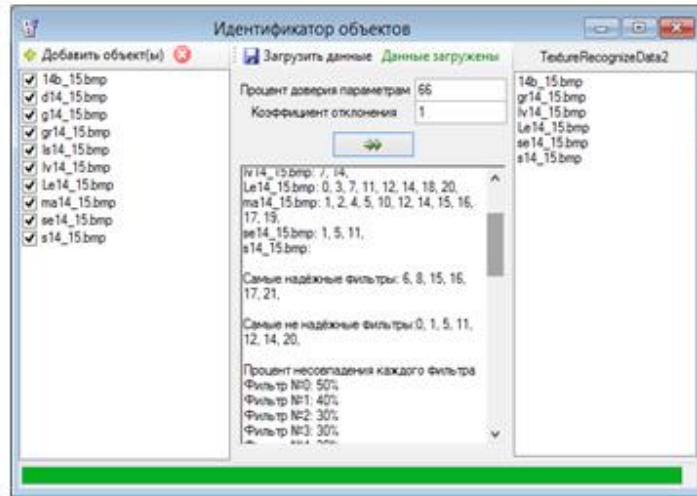 Идентификатор объектов
Добавить объект(ы)
Загрузить данные Данные загружены
TextureRecognizeData2
14b_15.bmp
d14_15.bmp
g14_15.bmp
gr14_15.bmp
ls14_15.bmp
lv14_15.bmp
Le14_15.bmp
ma14_15.bmp
se14_15.bmp
s14_15.bmp
Процент доверия параметрам 66
Коэффициент отклонения 1
lv14_15.bmp: 7, 14,
Le14_15.bmp: 0, 3, 7, 11, 12, 14, 18, 20,
ma14_15.bmp: 1, 2, 4, 5, 10, 12, 14, 15, 16,
17, 19,
se14_15.bmp: 1, 5, 11,
s14_15.bmp:
Самые надёжные фильтры: 6, 8, 15, 16,
17, 21,
Самые не надёжные фильтры:0, 1, 5, 11,
12, 14, 20,
Процент несовпадения каждого фильтра
Фильтр №0: 50%
Фильтр №1: 40%
Фильтр №2: 30%
Фильтр №3: 30%
14b_15.bmp
gr14_15.bmp
lv14_15.bmp
Le14_15.bmp
se14_15.bmp
s14_15.bmp